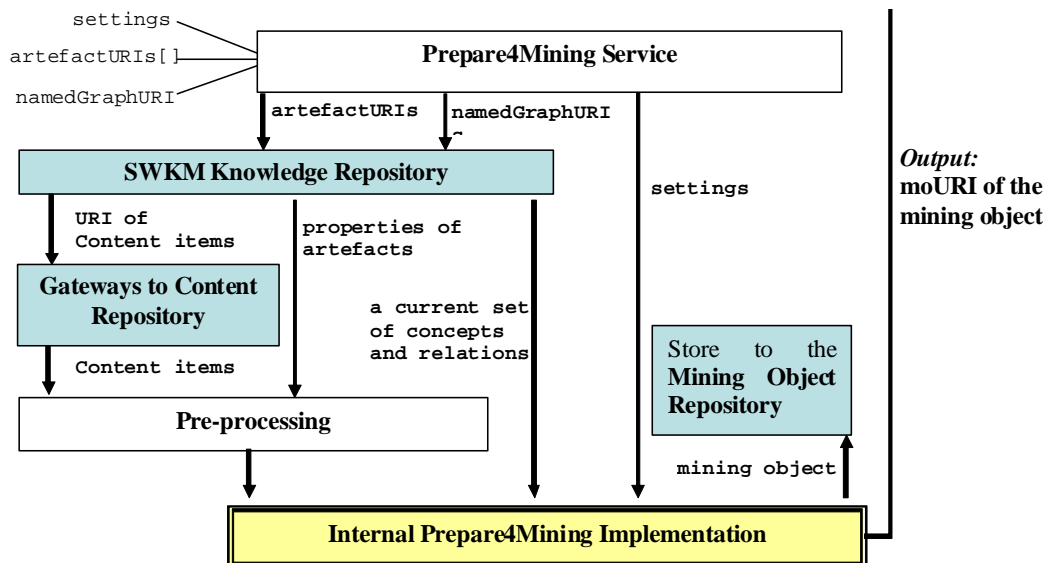 settings
artefactURIs[]
namedGraphURI
Prepare4Mining Service
artefactURIs
namedGraphURI
SWKM Knowledge Repository
settings
Output:
moURI of the
mining object
URI of
Content items
properties of
artefacts
Gateways to Content
Repository
a current set
of concepts
and relations
Content items
Store to the
Mining Object
Repository
Pre-processing
mining object
Internal Prepare4Mining Implementation